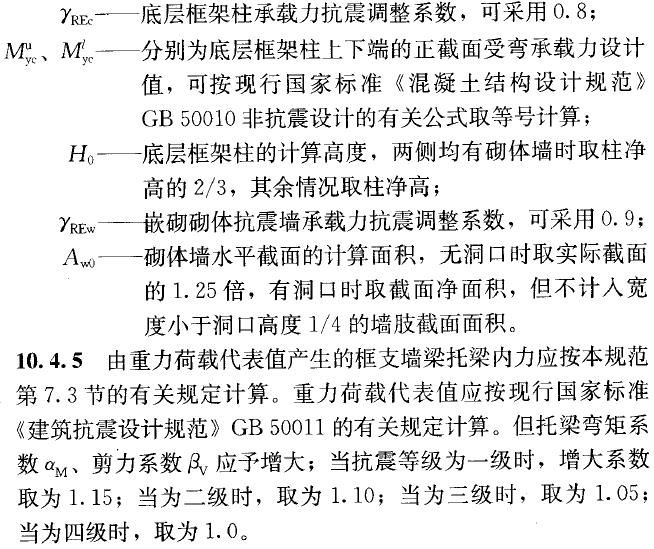 γREc——底层框架柱承载力抗震调整系数，可采用0.8；
Mᵘyc、Mˡyc——分别为底层框架柱上下端的正截面受弯承载力设计
值，可按现行国家标准《混凝土结构设计规范》
GB 50010 非抗震设计的有关公式取等号计算；
H0——底层框架柱的计算高度，两侧均有砌体墙时取柱净
高的 2/3，其余情况取柱净高；
γREw——嵌砌砌体抗震墙承载力抗震调整系数，可采用0.9；
Aw0——砌体墙水平截面的计算面积，无洞口时取实际截面
的 1.25 倍，有洞口时取截面净面积，但不计入宽
度小于洞口高度 1/4 的墙肢截面面积。
10.4.5 由重力荷载代表值产生的框支墙梁托梁内力应按本规范
第 7.3 节的有关规定计算。重力荷载代表值应按现行国家标准
《建筑抗震设计规范》GB 50011 的有关规定计算。但托梁弯矩系
数 αM、剪力系数 βV 应予增大；当抗震等级为一级时，增大系数
取为 1.15；当为二级时，取为 1.10；当为三级时，取为 1.05；
当为四级时，取为 1.0。